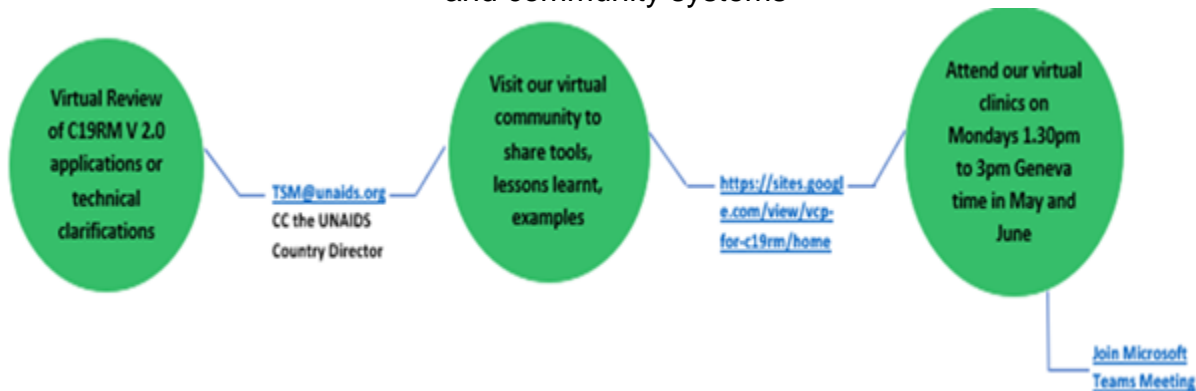 and community systems
Virtual Review
of C19RM V 2.0
applications or
technical
clarifications
TSM@unaids.org
CC the UNAIDS
Country Director
Visit our virtual
community to
share tools,
lessons learnt,
examples
https://sites.googl
e.com/view/vcp-
for-c19rm/home
Attend our virtual
clinics on
Mondays 1.30pm
to 3pm Geneva
time in May and
June
Join Microsoft
Teams Meeting